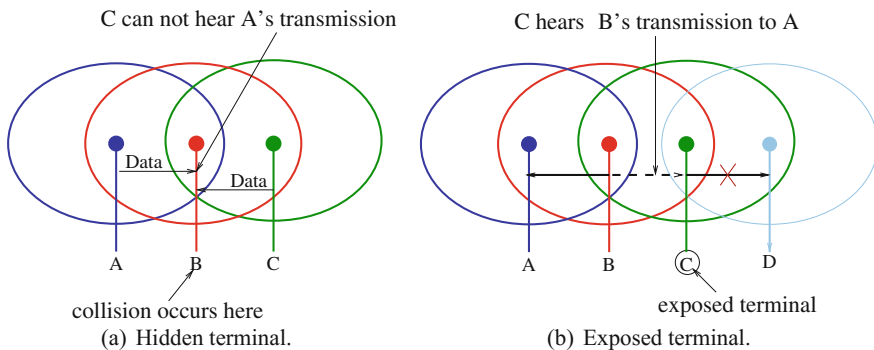 C can not hear A's transmission
Data
Data
A
B
C
collision occurs here
(a) Hidden terminal.
C hears B's transmission to A
A
B
C
D
exposed terminal
(b) Exposed terminal.